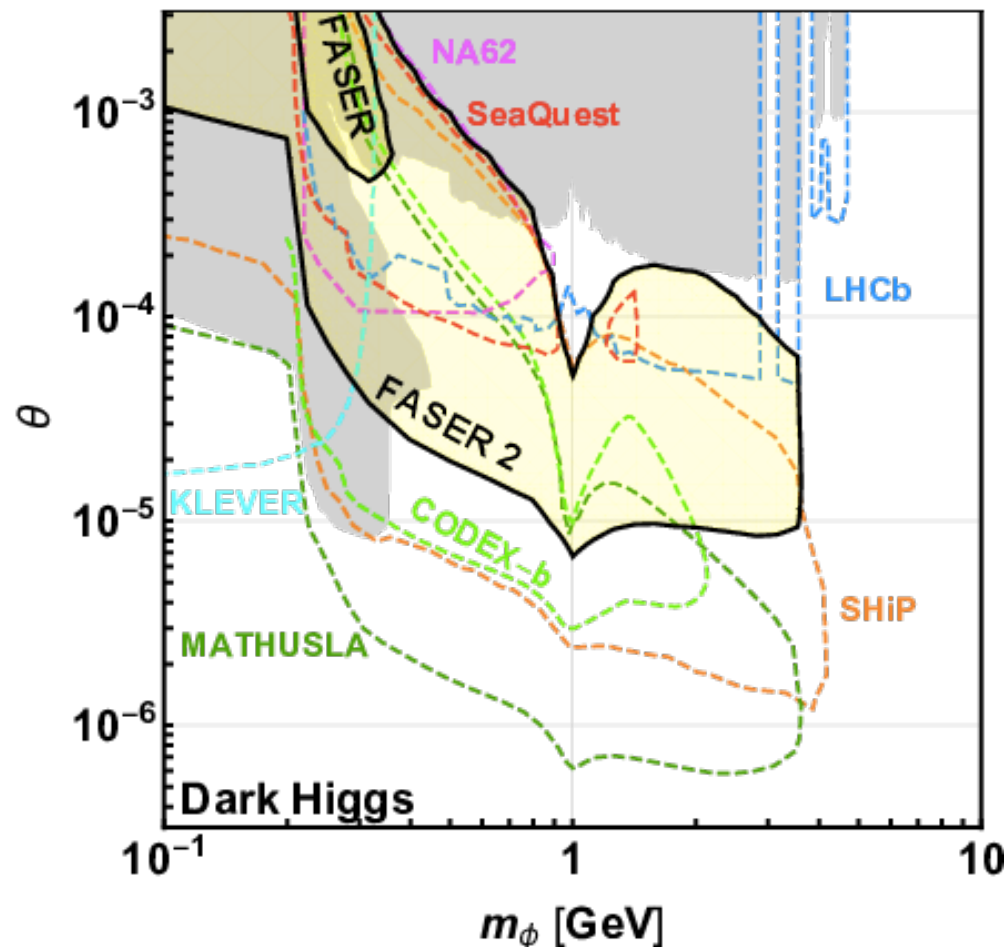 NA62
FASER
SeaQuest
10⁻³
LHCb
10⁻⁴
θ
FASER 2
KLEVER
10⁻⁵
CODEX-b
SHiP
MATHUSLA
10⁻⁶
Dark Higgs
10⁻¹ 1 10
mϕ [GeV]